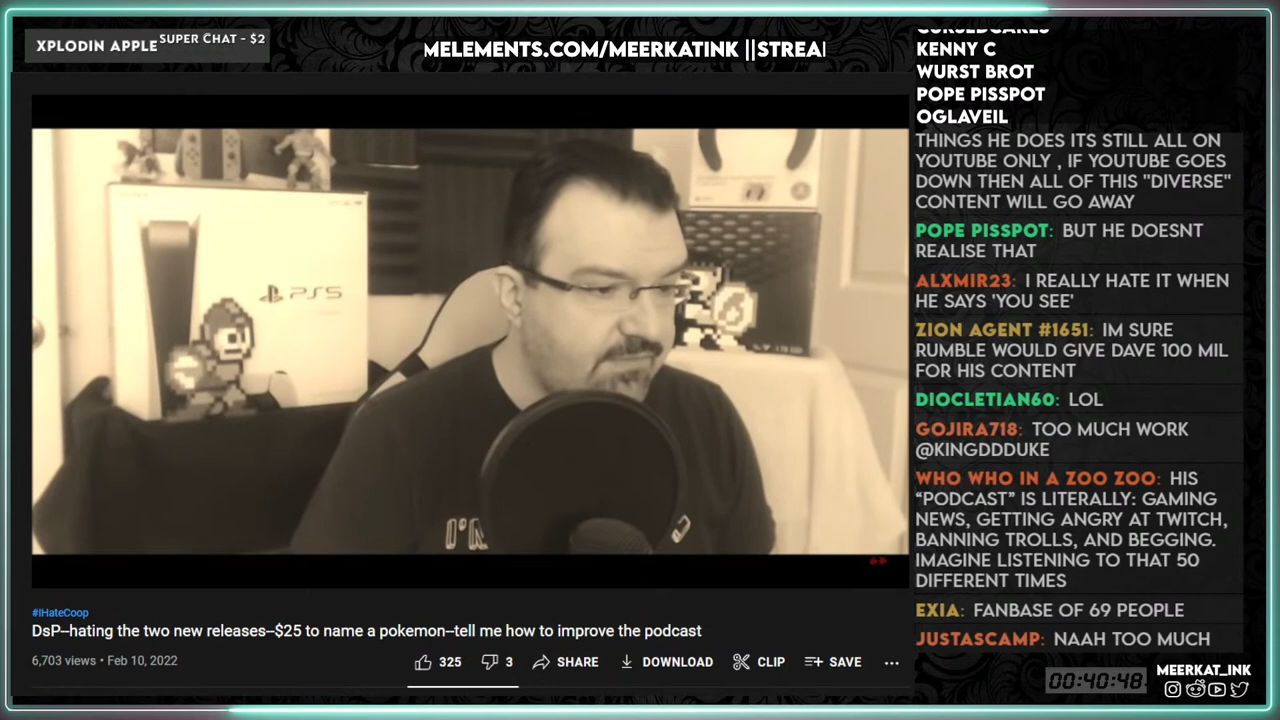 XPLODIN APPLE SUPER CHAT - $2
MELEMENTS.COM/MEERKATINK ||STREA
CURSEDCAKES
KENNY C
WURST BROT
POPE PISSPOT
OGLAVEIL
THINGS HE DOES ITS STILL ALL ON
YOUTUBE ONLY , IF YOUTUBE GOES
DOWN THEN ALL OF THIS "DIVERSE"
CONTENT WILL GO AWAY
POPE PISSPOT: BUT HE DOESNT
REALISE THAT
ALXMIR23: I REALLY HATE IT WHEN
HE SAYS 'YOU SEE'
ZION AGENT #1651: IM SURE
RUMBLE WOULD GIVE DAVE 100 MIL
FOR HIS CONTENT
DIOCLETIAN60: LOL
GOJIRA718: TOO MUCH WORK
@KINGDDDUKE
WHO WHO IN A ZOO ZOO: HIS
“PODCAST” IS LITERALLY: GAMING
NEWS, GETTING ANGRY AT TWITCH,
BANNING TROLLS, AND BEGGING.
IMAGINE LISTENING TO THAT 50
DIFFERENT TIMES
EXIA: FANBASE OF 69 PEOPLE
JUSTASCAMP: NAAH TOO MUCH
PS5
I'M
#IHateCoop
DsP--hating the two new releases--$25 to name a pokemon--tell me how to improve the podcast
6,703 views • Feb 10, 2022
325 3 SHARE DOWNLOAD CLIP SAVE
00:40:48
MEERKAT_INK